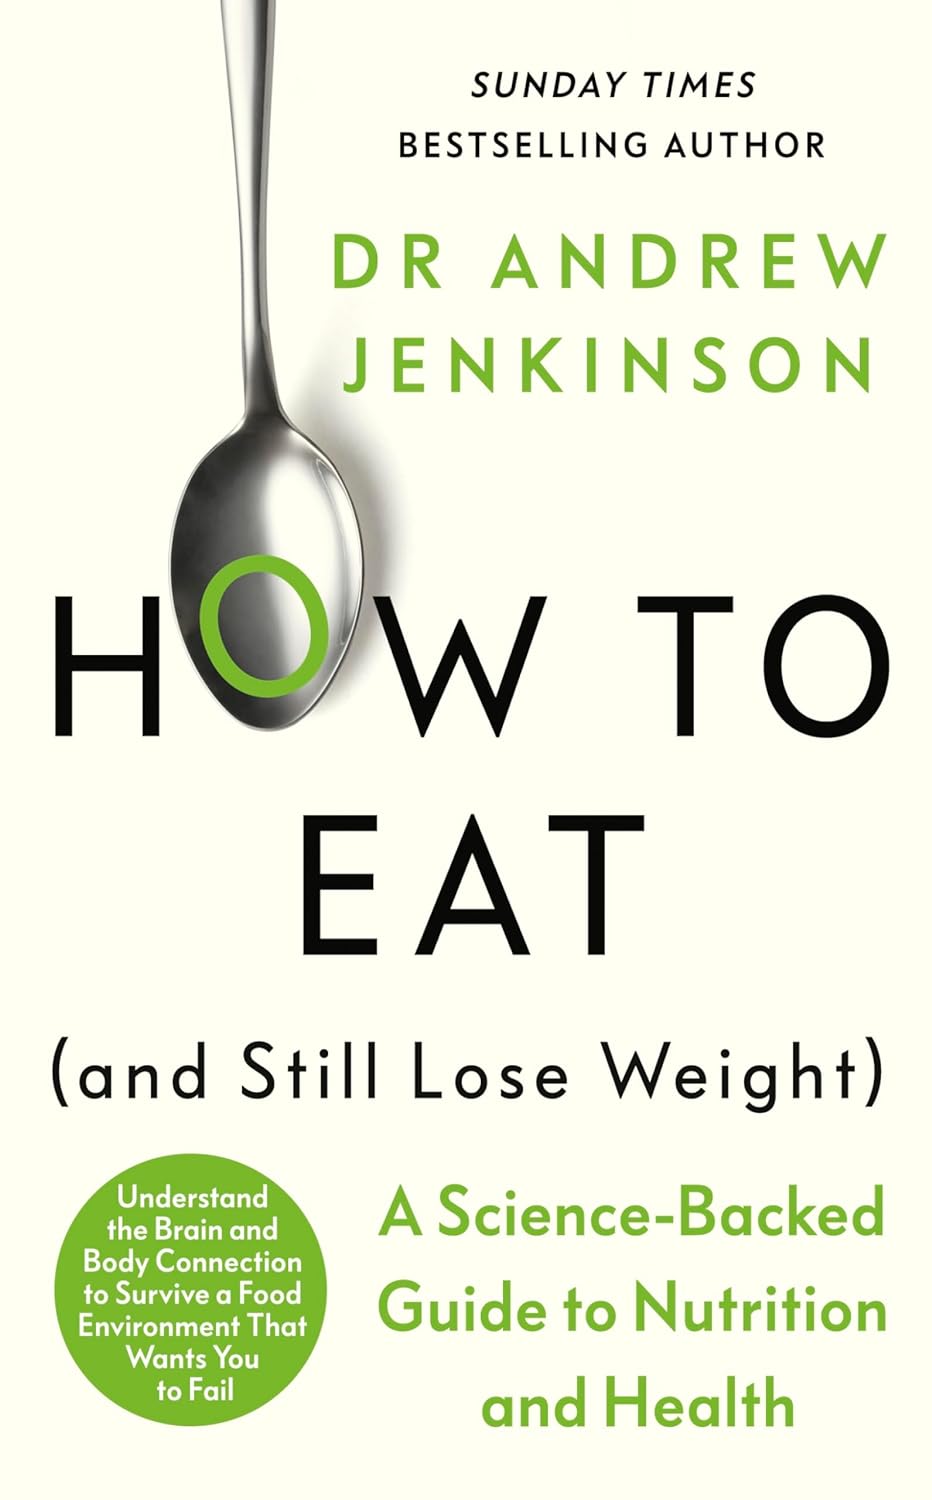 SUNDAY TIMES
BESTSELLING AUTHOR
DR ANDREW
JENKINSON
HOW TO
EAT
(and Still Lose Weight)
Understand
the Brain and
Body Connection
to Survive a Food
Environment That
Wants You
to Fail
A Science-Backed
Guide to Nutrition
and Health